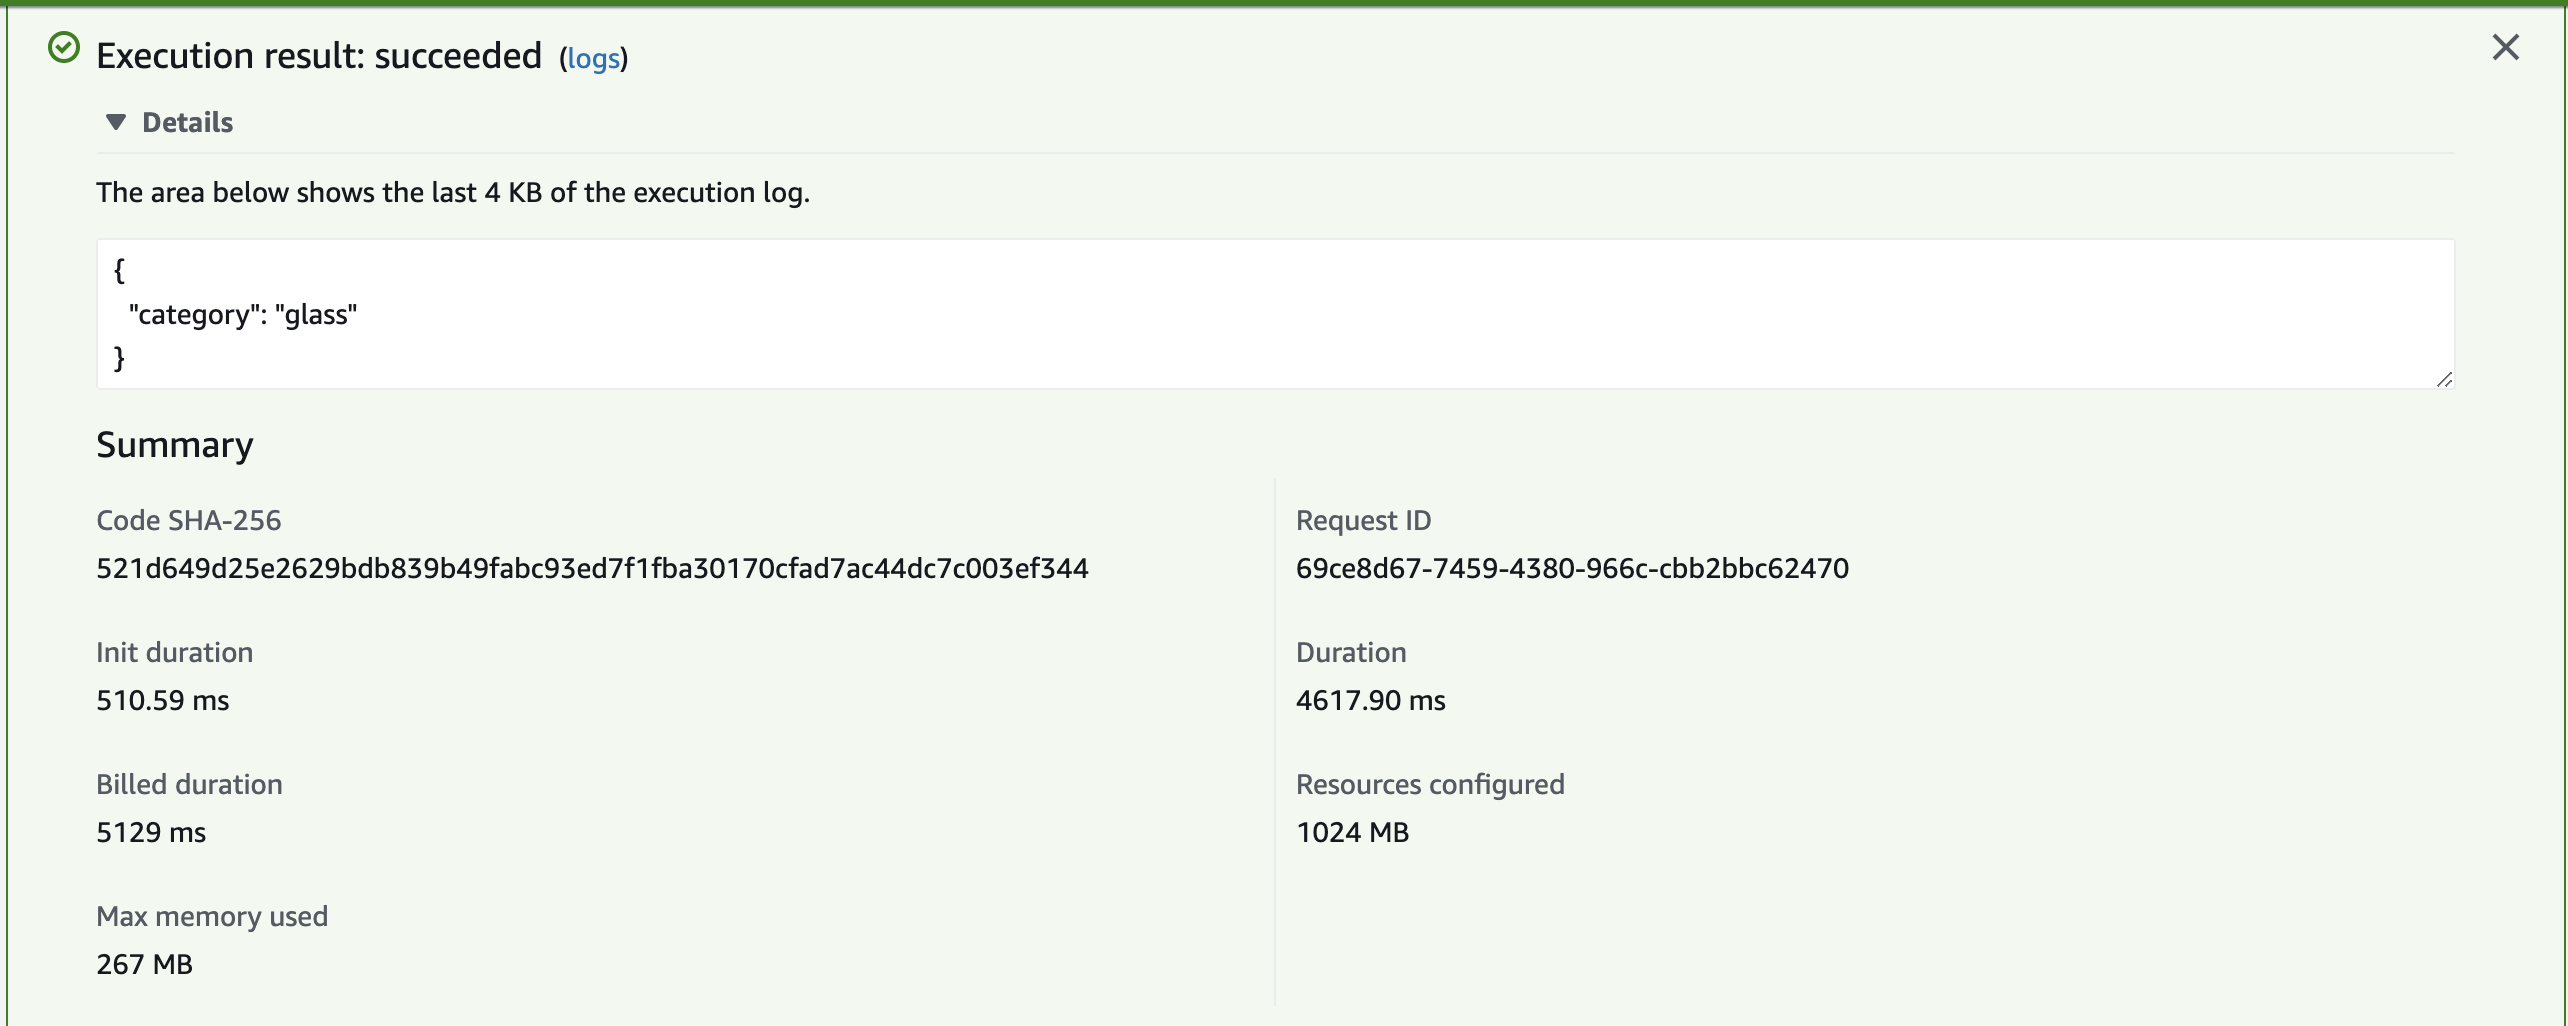 Execution result: succeeded (logs)
Details
The area below shows the last 4 KB of the execution log.
{
"category": "glass"
}
Summary
Code SHA-256
521d649d25e2629bdb839b49fabc93ed7f1fba30170cfad7ac44dc7c003ef344
Request ID
69ce8d67-7459-4380-966c-cbb2bbc62470
Init duration
510.59 ms
Duration
4617.90 ms
Billed duration
5129 ms
Resources configured
1024 MB
Max memory used
267 MB